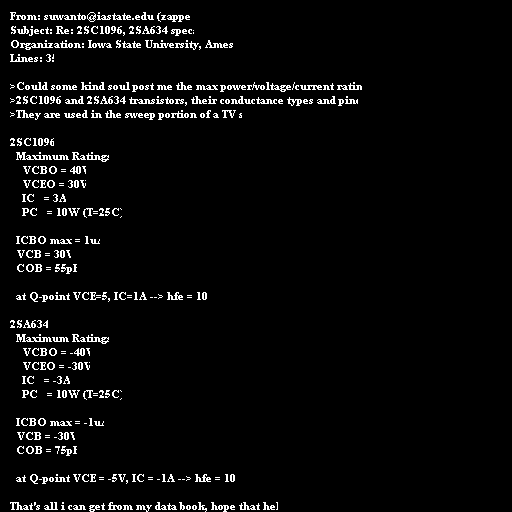 From: suwanto@iastate.edu (zappe
Subject: Re: 2SC1096, 2SA634 spec
Organization: Iowa State University, Ames
Lines: 3
>Could some kind soul post me the max power/voltage/current ratin
>2SC1096 and 2SA634 transistors, their conductance types and pin
>They are used in the sweep portion of a TV s
2SC1096
Maximum Rating
VCBO = 40V
VCEO = 30V
IC = 3A
PC = 10W (T=25C)
ICBO max = 1u
VCB = 30V
COB = 55pF
at Q-point VCE=5, IC=1A --> hfe = 10
2SA634
Maximum Rating
VCBO = -40V
VCEO = -30V
IC = -3A
PC = 10W (T=25C)
ICBO max = -1u
VCB = -30V
COB = 75pF
at Q-point VCE = -5V, IC = -1A --> hfe = 10
That's all i can get from my data book, hope that hel